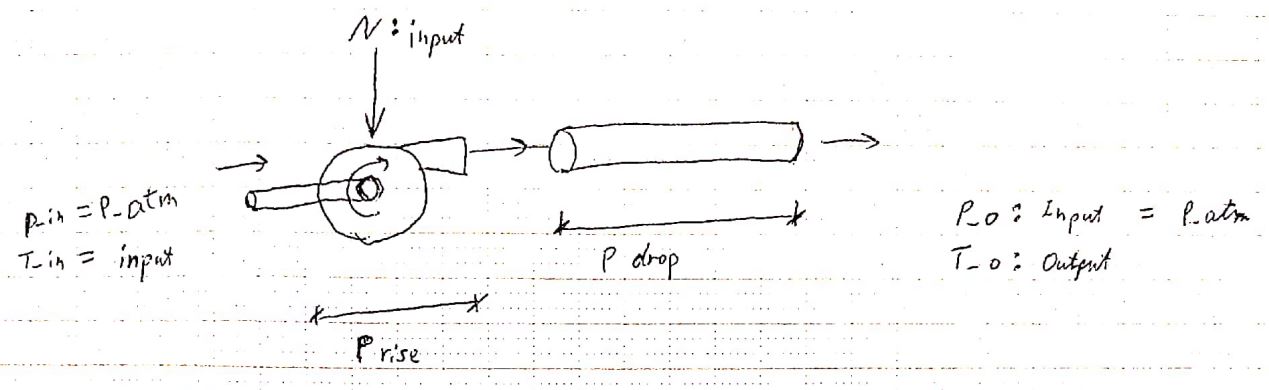 N : input
p_in = P_atm
T_in = input
P_o : Input = P_atm
T_o : Output
P drop
P rise